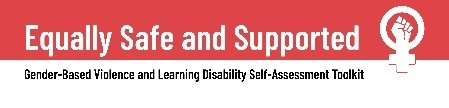 Equally Safe and Supported
Gender-Based Violence and Learning Disability Self-Assessment Toolkit